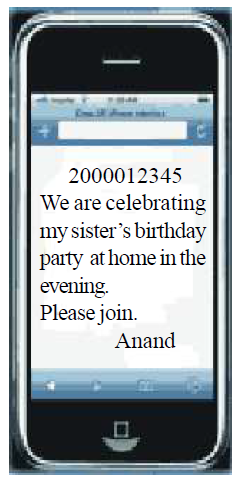 2000012345
We are celebrating
my sister’s birthday
party at home in the
evening.
Please join.
Anand